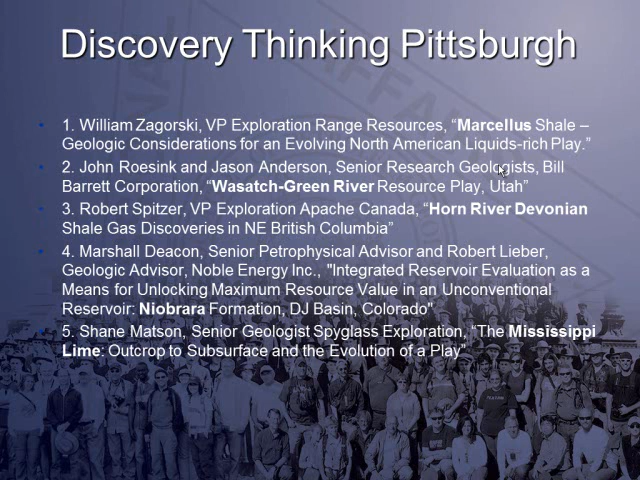 Discovery Thinking Pittsburgh
• 1. William Zagorski, VP Exploration Range Resources, “Marcellus Shale –
Geologic Considerations for an Evolving North American Liquids-rich Play.”
• 2. John Roesink and Jason Anderson, Senior Research Geologists, Bill
Barrett Corporation, “Wasatch-Green River Resource Play, Utah”
• 3. Robert Spitzer, VP Exploration Apache Canada, “Horn River Devonian
Shale Gas Discoveries in NE British Columbia”
• 4. Marshall Deacon, Senior Petrophysical Advisor and Robert Lieber,
Geologic Advisor, Noble Energy Inc., "Integrated Reservoir Evaluation as a
Means for Unlocking Maximum Resource Value in an Unconventional
Reservoir: Niobrara Formation, DJ Basin, Colorado"
• 5. Shane Matson, Senior Geologist Spyglass Exploration, “The Mississippi
Lime: Outcrop to Subsurface and the Evolution of a Play”